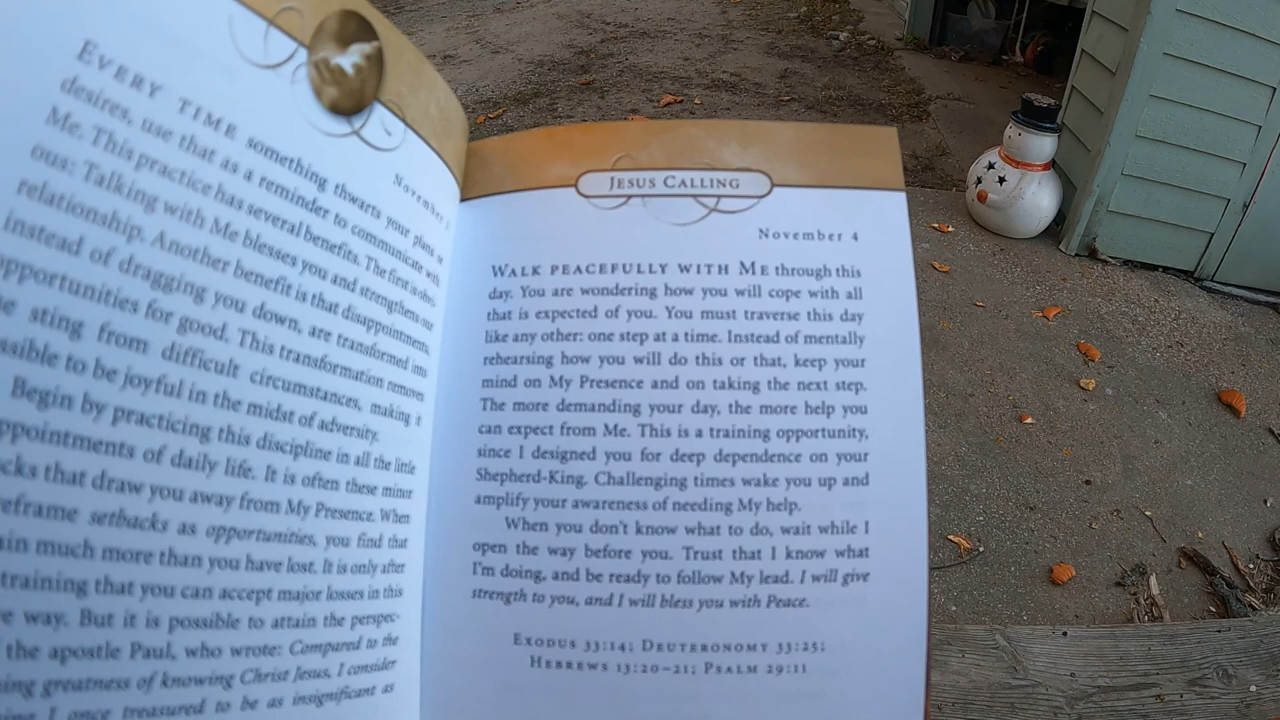 November
EVERY TIME something thwarts your plans or
desires, use that as a reminder to communicate with
Me. This practice has several benefits. The first is obvi-
ous: Talking with Me blesses you and strengthens our
relationship. Another benefit is that disappointments,
instead of dragging you down, are transformed into
opportunities for good. This transformation removes
sting from difficult circumstances, making it
possible to be joyful in the midst of adversity.
Begin by practicing this discipline in all the little
disappointments of daily life. It is often these minor
that draw you away from My Presence. When
reframe setbacks as opportunities, you find that
much more than you have lost. It is only after
training that you can accept major losses in this
way. But it is possible to attain the perspec-
the apostle Paul, who wrote: Compared to the
greatness of knowing Christ Jesus, I consider
I once treasured to be as insignificant as
JESUS CALLING
November 4
WALK PEACEFULLY WITH ME through this
day. You are wondering how you will cope with all
that is expected of you. You must traverse this day
like any other: one step at a time. Instead of mentally
rehearsing how you will do this or that, keep your
mind on My Presence and on taking the next step.
The more demanding your day, the more help you
can expect from Me. This is a training opportunity,
since I designed you for deep dependence on your
Shepherd-King. Challenging times wake you up and
amplify your awareness of needing My help.
When you don't know what to do, wait while I
open the way before you. Trust that I know what
I'm doing, and be ready to follow My lead. I will give
strength to you, and I will bless you with Peace.
EXODUS 33:14; DEUTERONOMY 33:25;
HEBREWS 13:20–21; PSALM 29:11